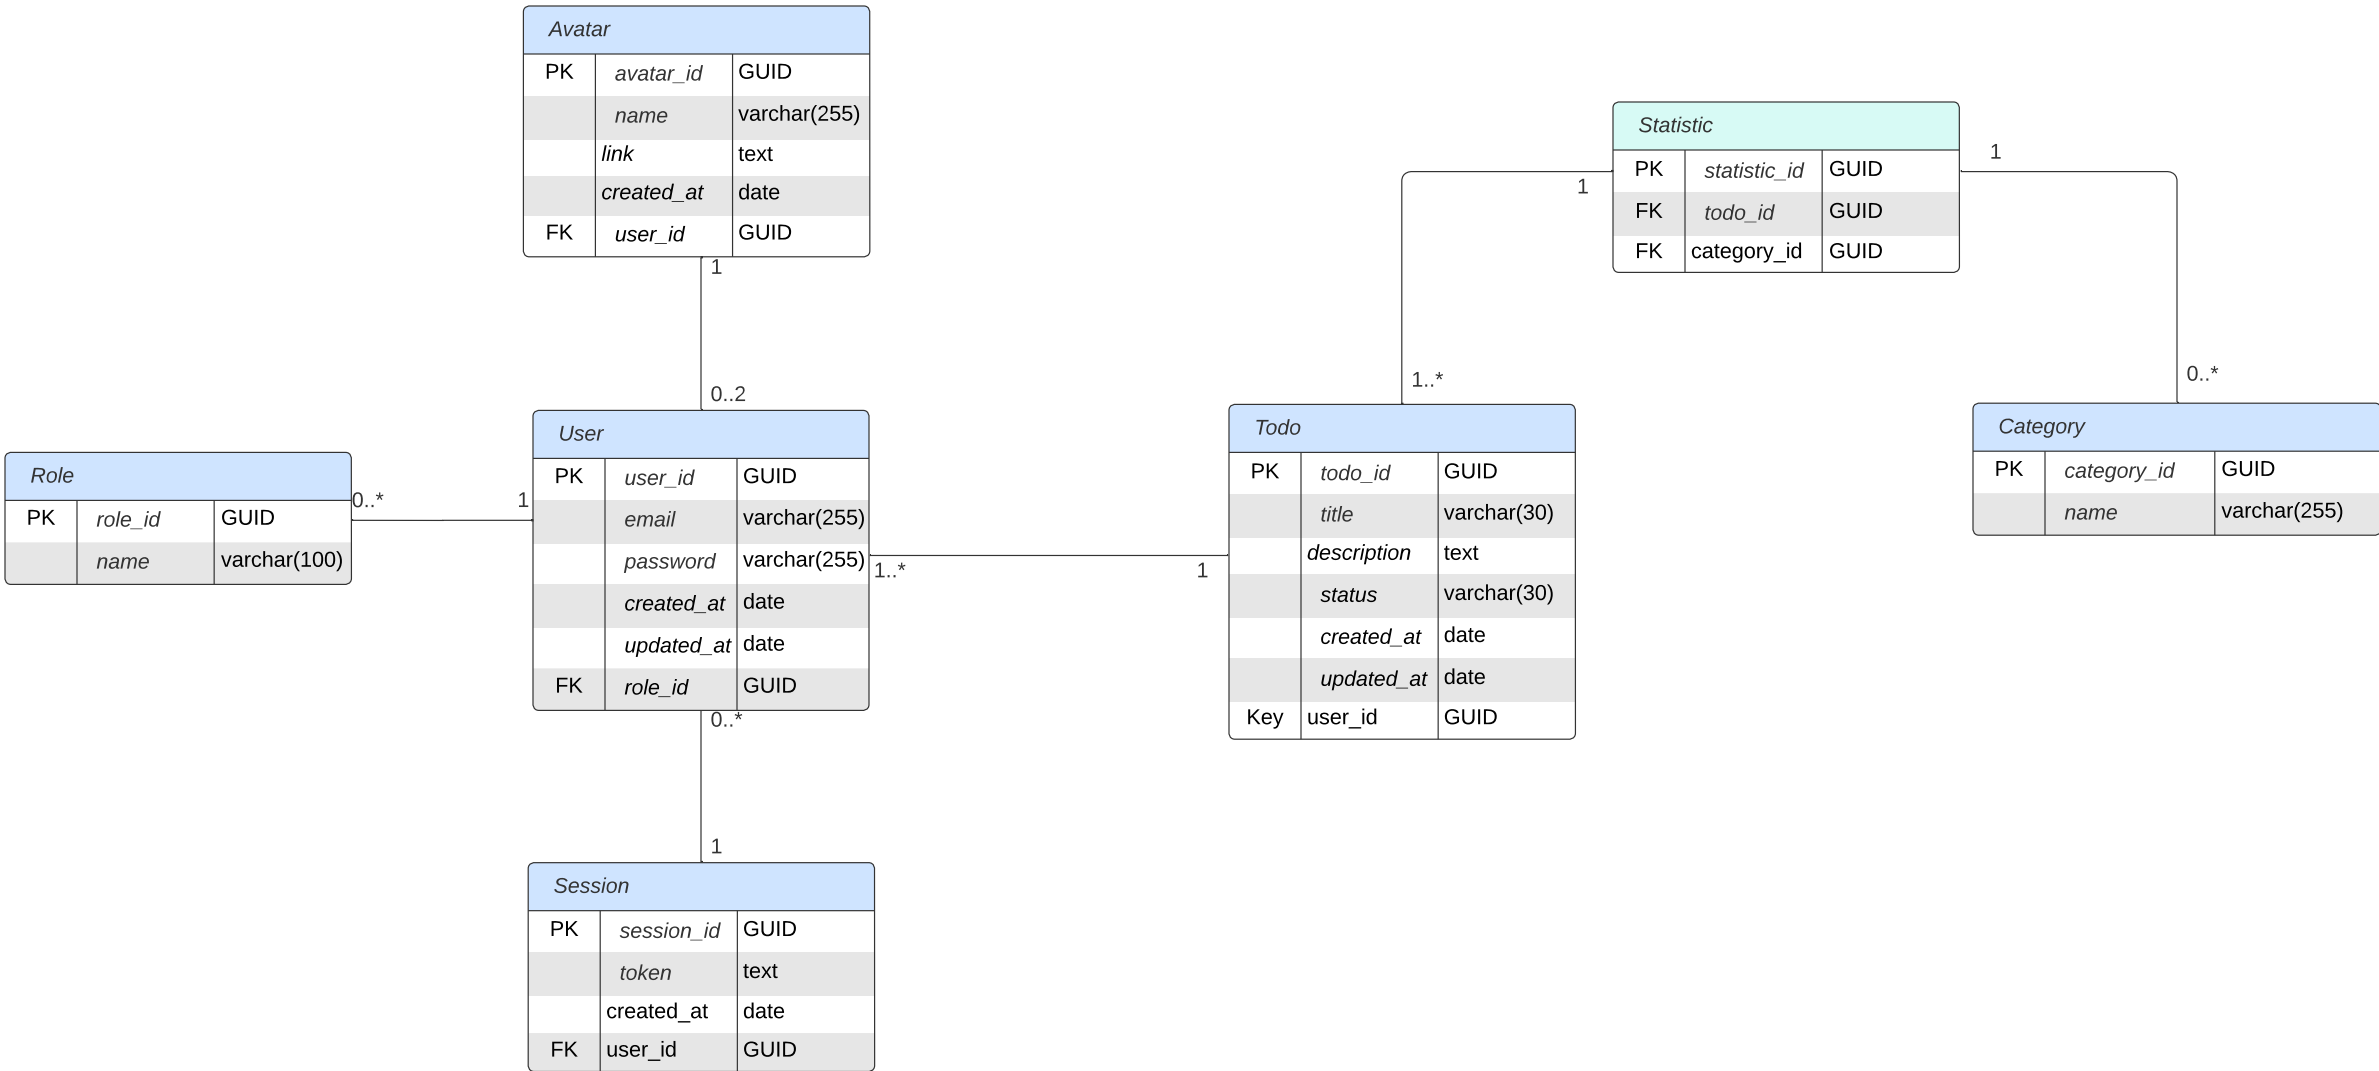 Avatar
PK avatar_id GUID
name varchar(255)
link text
created_at date
FK user_id GUID
1
0..2
Statistic
PK statistic_id GUID
FK todo_id GUID
FK category_id GUID
1
1
1..*
0..*
Role
PK role_id GUID
name varchar(100)
0..*
1
User
PK user_id GUID
email varchar(255)
password varchar(255)
created_at date
updated_at date
FK role_id GUID
1..*
1
0..*
1
Todo
PK todo_id GUID
title varchar(30)
description text
status varchar(30)
created_at date
updated_at date
Key user_id GUID
Category
PK category_id GUID
name varchar(255)
Session
PK session_id GUID
token text
created_at date
FK user_id GUID